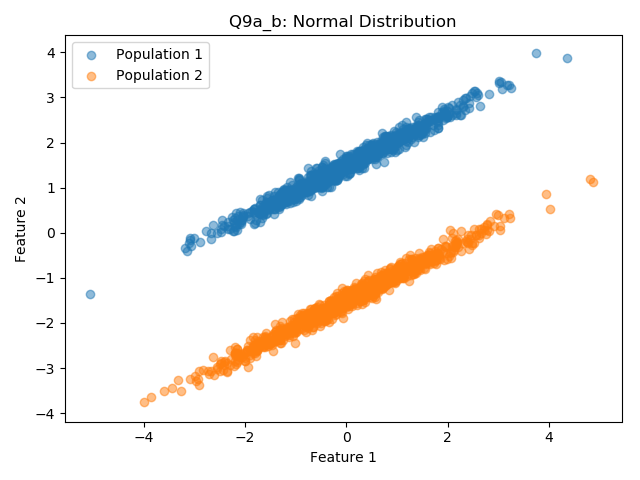 Q9a_b: Normal Distribution
Population 1
Population 2
Feature 2
4
3
2
1
0
−1
−2
−3
−4
−4 −2 0 2 4
Feature 1